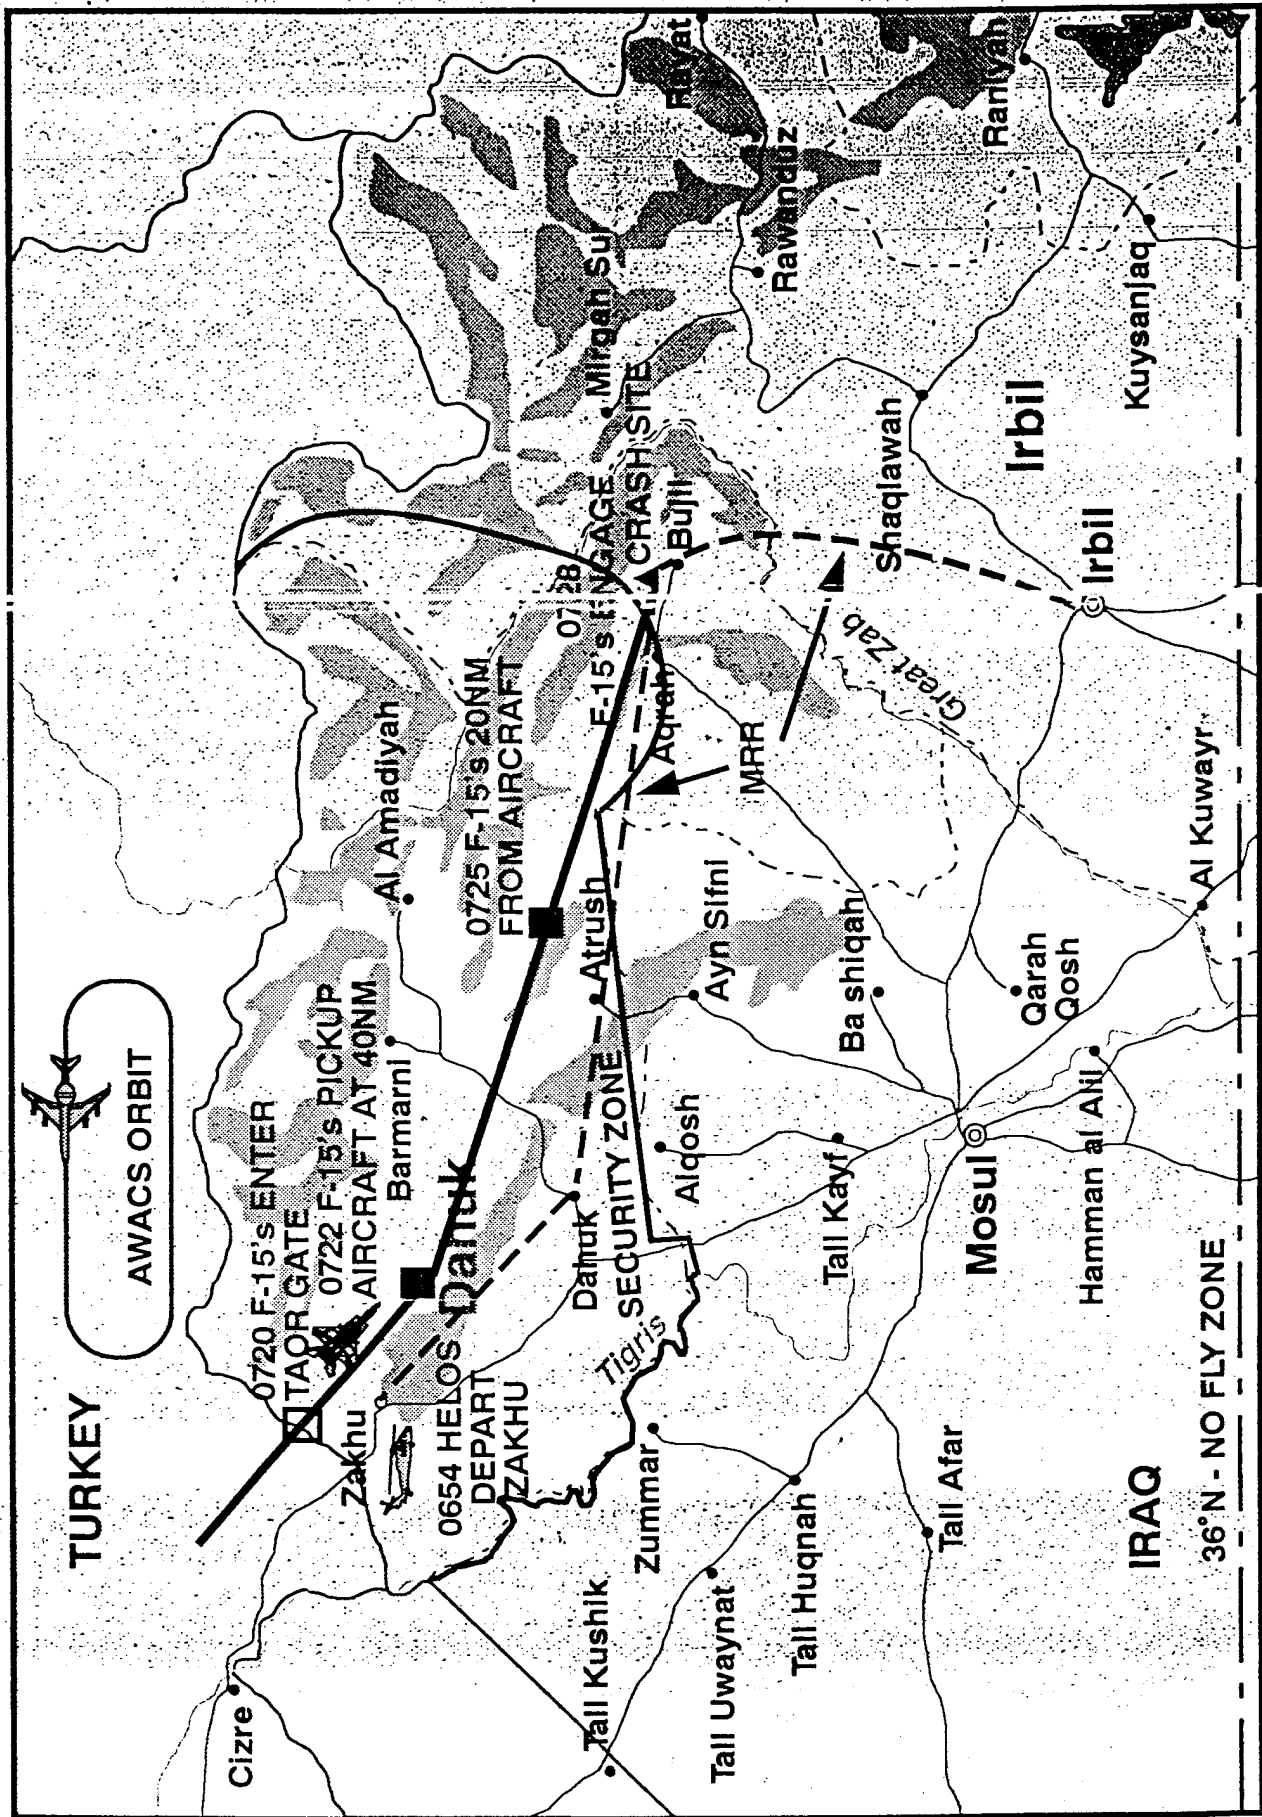 TURKEY
AWACS ORBIT
Cizre
0720 F-15's ENTER
TAOR GATE
0722 F-15's PICKUP
AIRCRAFT AT 40NM
Zakhu
Barmarni
Al Amadiyah
Dahuk
0654 HELOS
DEPART
ZAKHU
0725 F-15's 20NM
FROM AIRCRAFT
0728
F-15's ENGAGE
CRASH SITE
Mirgah Sur
Rayat
Dahuk
Atrush
SECURITY ZONE
Tigris
Aqrah
Bujil
Tall Kushik
Zummar
Alqosh
Ayn Sifni
MRR
Rawanduz
Tall Uwaynat
Tall Huqnah
Tall Kayf
Ba shiqah
Great Zab
Shaqlawah
Raniyah
Tall Afar
Mosul
Qarah
Qosh
Irbil
Irbil
Kuysanjaq
Hamman al Alil
Al Kuwayr
IRAQ
36°N - NO FLY ZONE